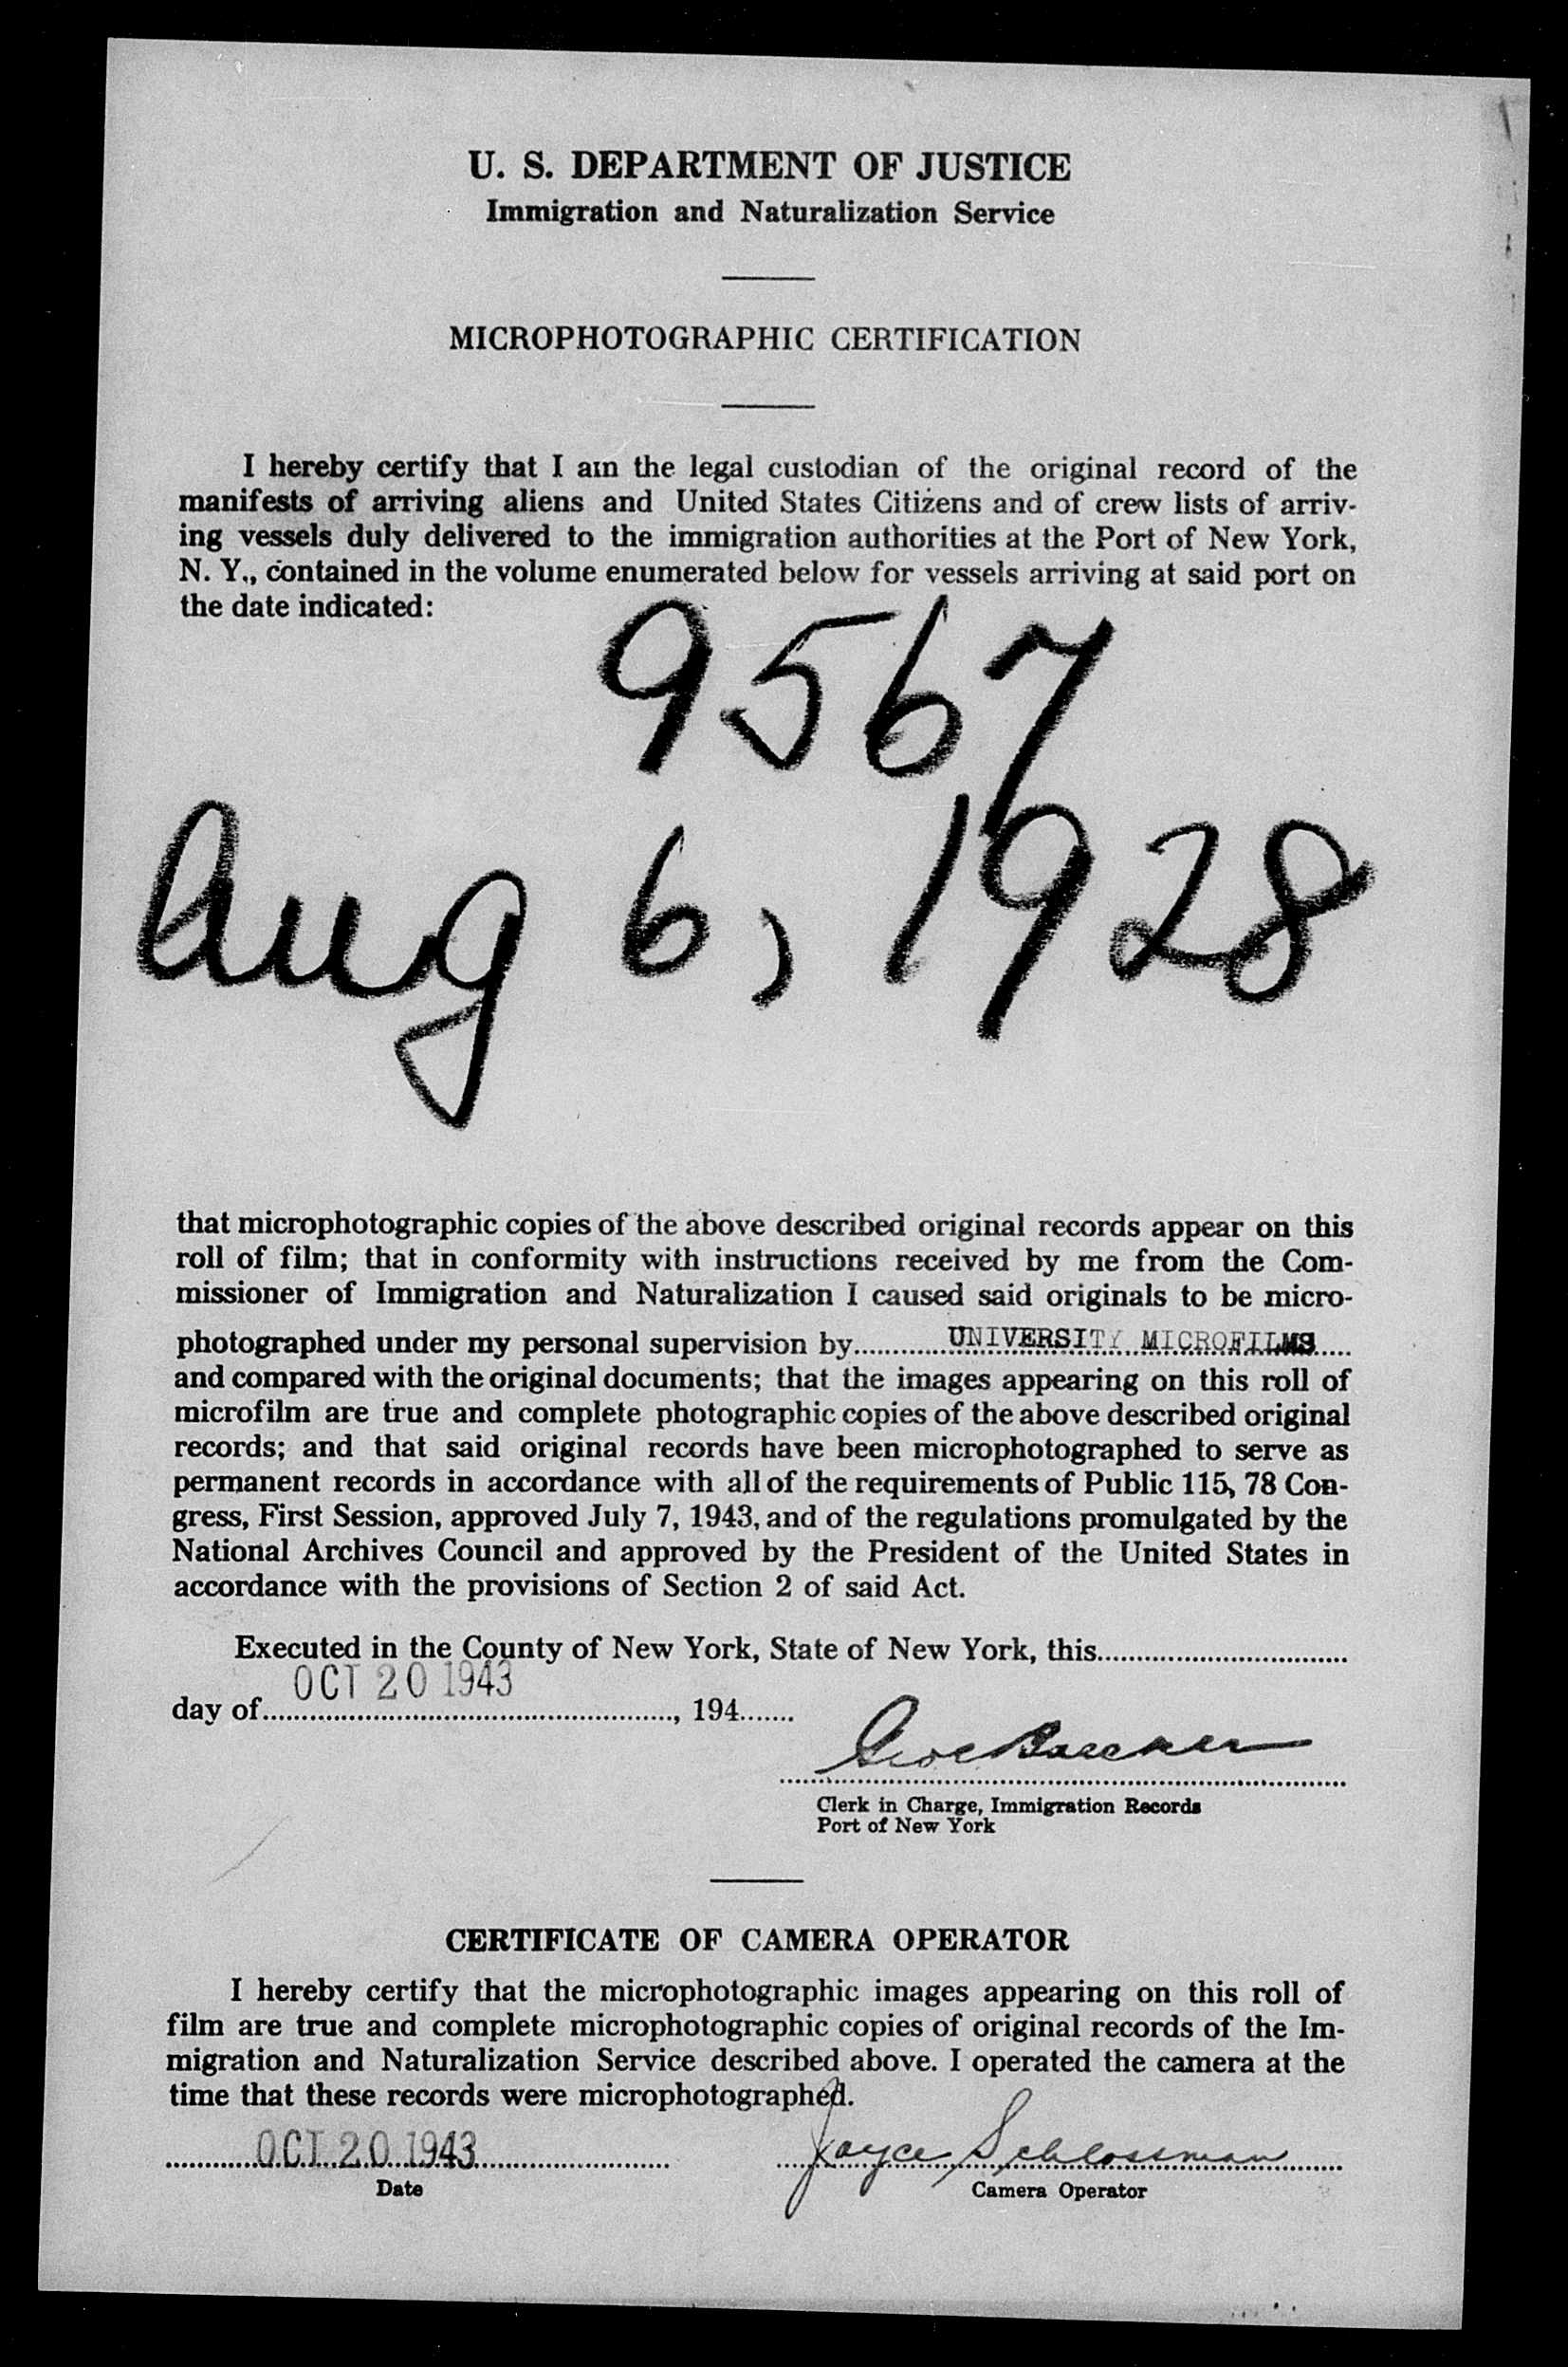 U. S. DEPARTMENT OF JUSTICE
Immigration and Naturalization Service
MICROPHOTOGRAPHIC CERTIFICATION
I hereby certify that I am the legal custodian of the original record of the
manifests of arriving aliens and United States Citizens and of crew lists of arriv-
ing vessels duly delivered to the immigration authorities at the Port of New York,
N. Y., contained in the volume enumerated below for vessels arriving at said port on
the date indicated:
9567
Aug 6, 1928
that microphotographic copies of the above described original records appear on this
roll of film; that in conformity with instructions received by me from the Com-
missioner of Immigration and Naturalization I caused said originals to be micro-
photographed under my personal supervision by UNIVERSITY MICROFILMS
and compared with the original documents; that the images appearing on this roll of
microfilm are true and complete photographic copies of the above described original
records; and that said original records have been microphotographed to serve as
permanent records in accordance with all of the requirements of Public 115, 78 Con-
gress, First Session, approved July 7, 1943, and of the regulations promulgated by the
National Archives Council and approved by the President of the United States in
accordance with the provisions of Section 2 of said Act.
Executed in the County of New York, State of New York, this
OCT 20 1943
day of , 194
Clerk in Charge, Immigration Records
Port of New York
CERTIFICATE OF CAMERA OPERATOR
I hereby certify that the microphotographic images appearing on this roll of
film are true and complete microphotographic copies of original records of the Im-
migration and Naturalization Service described above. I operated the camera at the
time that these records were microphotographed.
OCT 20 1943 Joyce Schlossman
Date Camera Operator